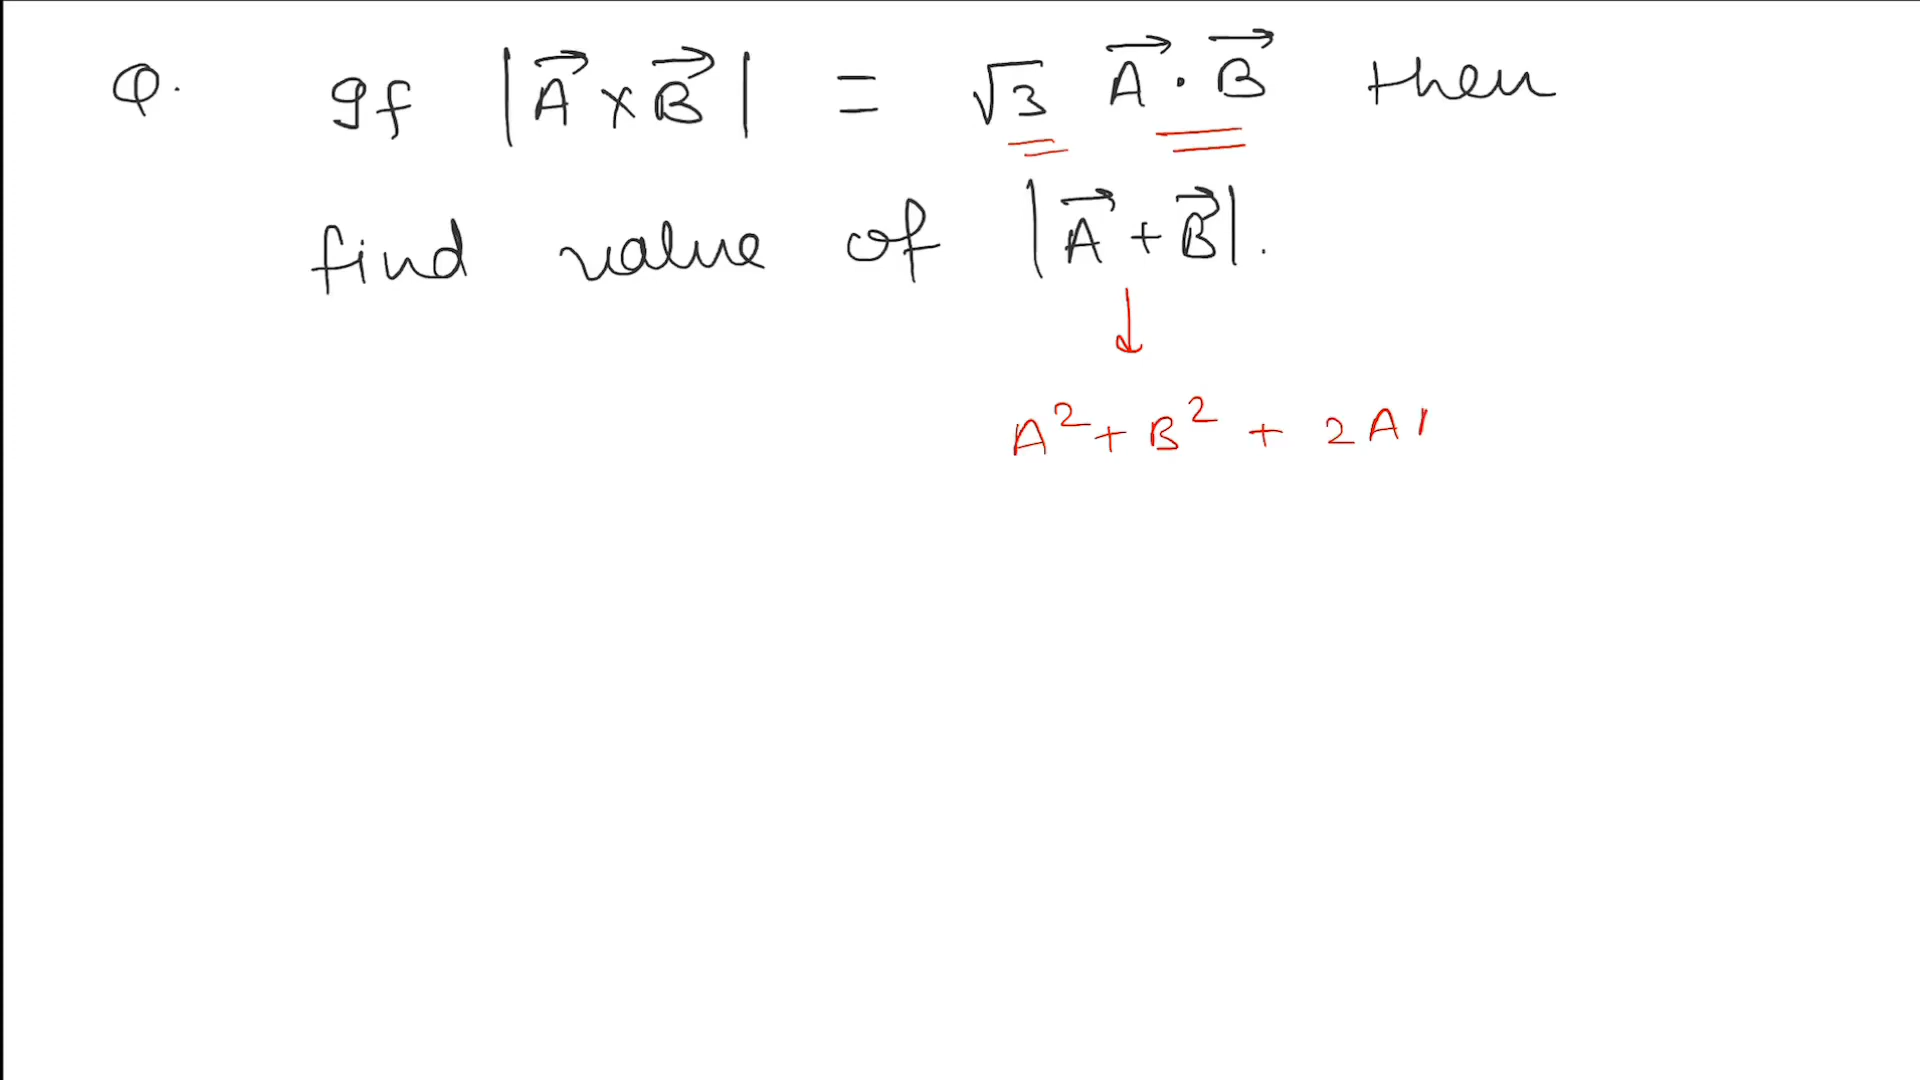 Q. If |A⃗ × B⃗| = √3 A⃗ · B⃗ then
find value of |A⃗ + B⃗|.
↓
A² + B² + 2A